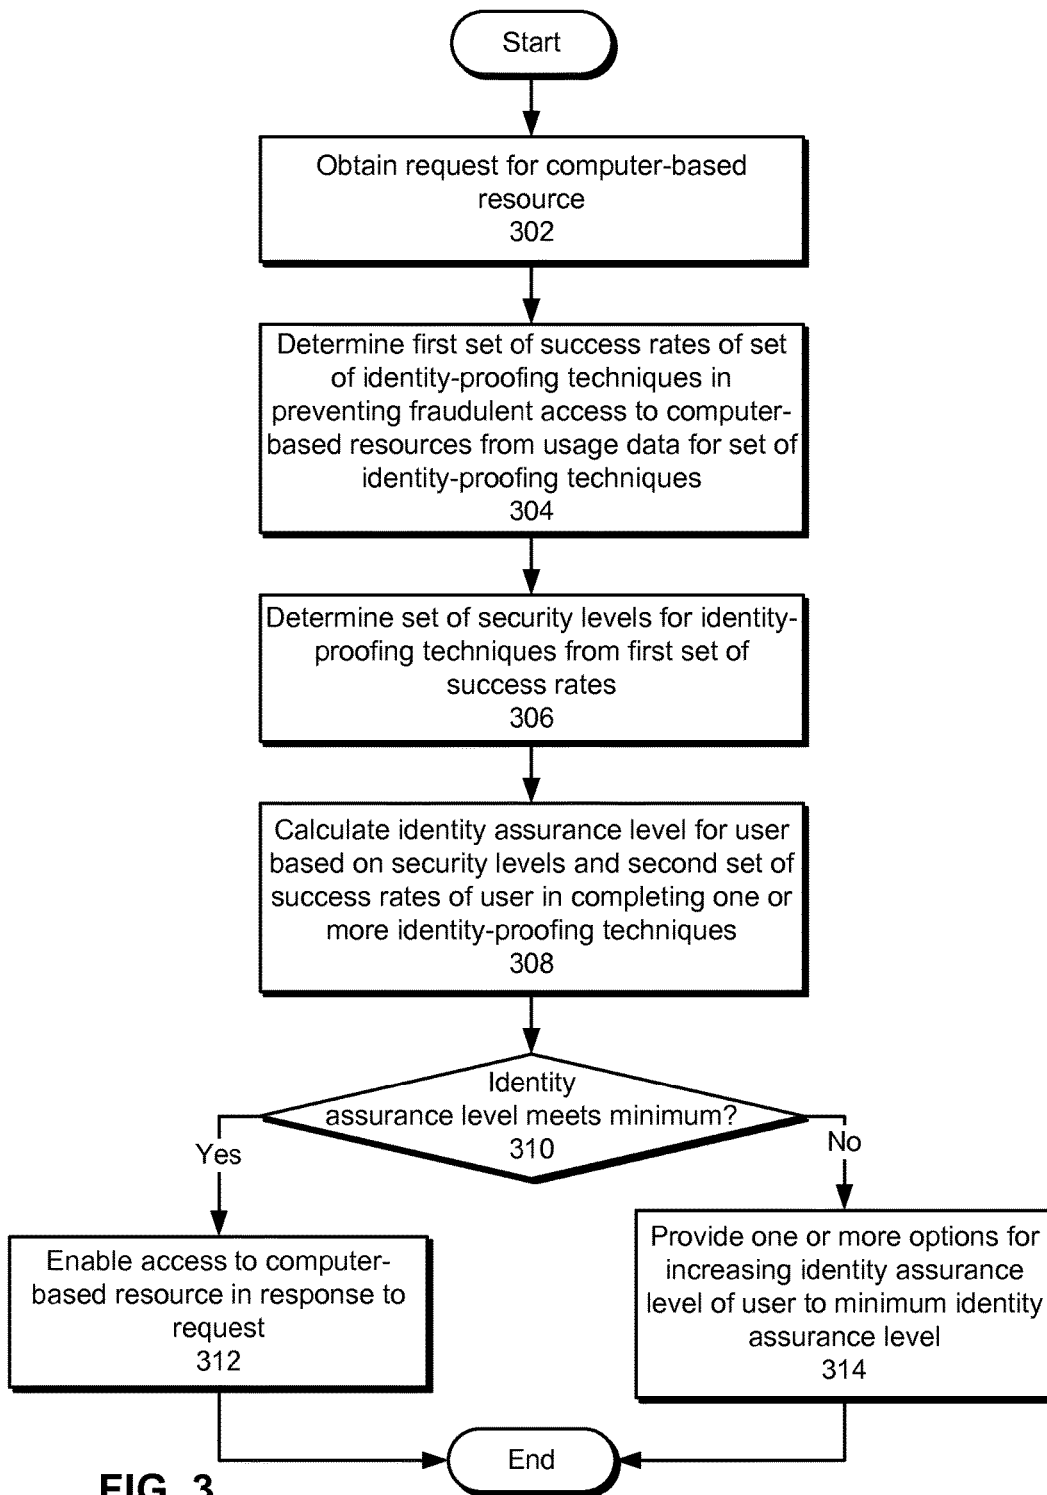 Start
Obtain request for computer-based
resource
302
Determine first set of success rates of set
of identity-proofing techniques in
preventing fraudulent access to computer-
based resources from usage data for set of
identity-proofing techniques
304
Determine set of security levels for identity-
proofing techniques from first set of
success rates
306
Calculate identity assurance level for user
based on security levels and second set of
success rates of user in completing one or
more identity-proofing techniques
308
Identity
assurance level meets minimum?
310
Yes
No
Enable access to computer-
based resource in response to
request
312
Provide one or more options for
increasing identity assurance
level of user to minimum identity
assurance level
314
End
FIG. 3